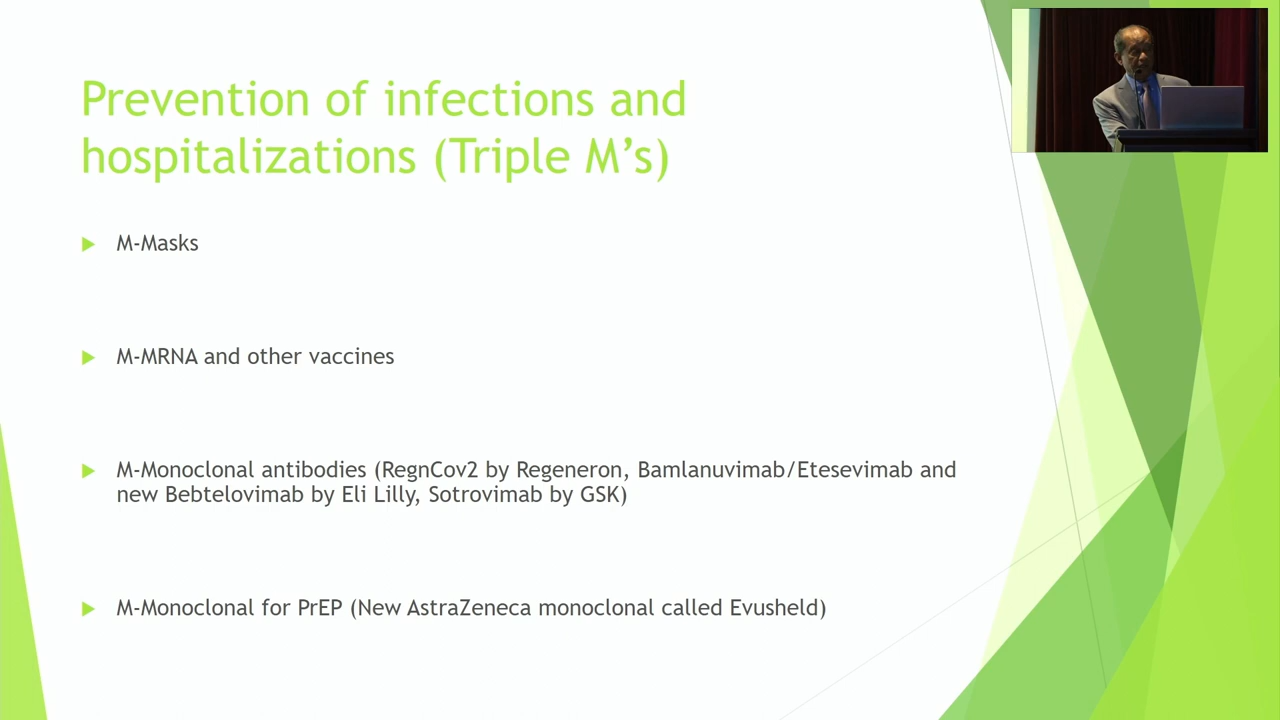 Prevention of infections and
hospitalizations (Triple M’s)
M-Masks
M-MRNA and other vaccines
M-Monoclonal antibodies (RegnCov2 by Regeneron, Bamlanuvimab/Etesevimab and
new Bebtelovimab by Eli Lilly, Sotrovimab by GSK)
M-Monoclonal for PrEP (New AstraZeneca monoclonal called Evusheld)